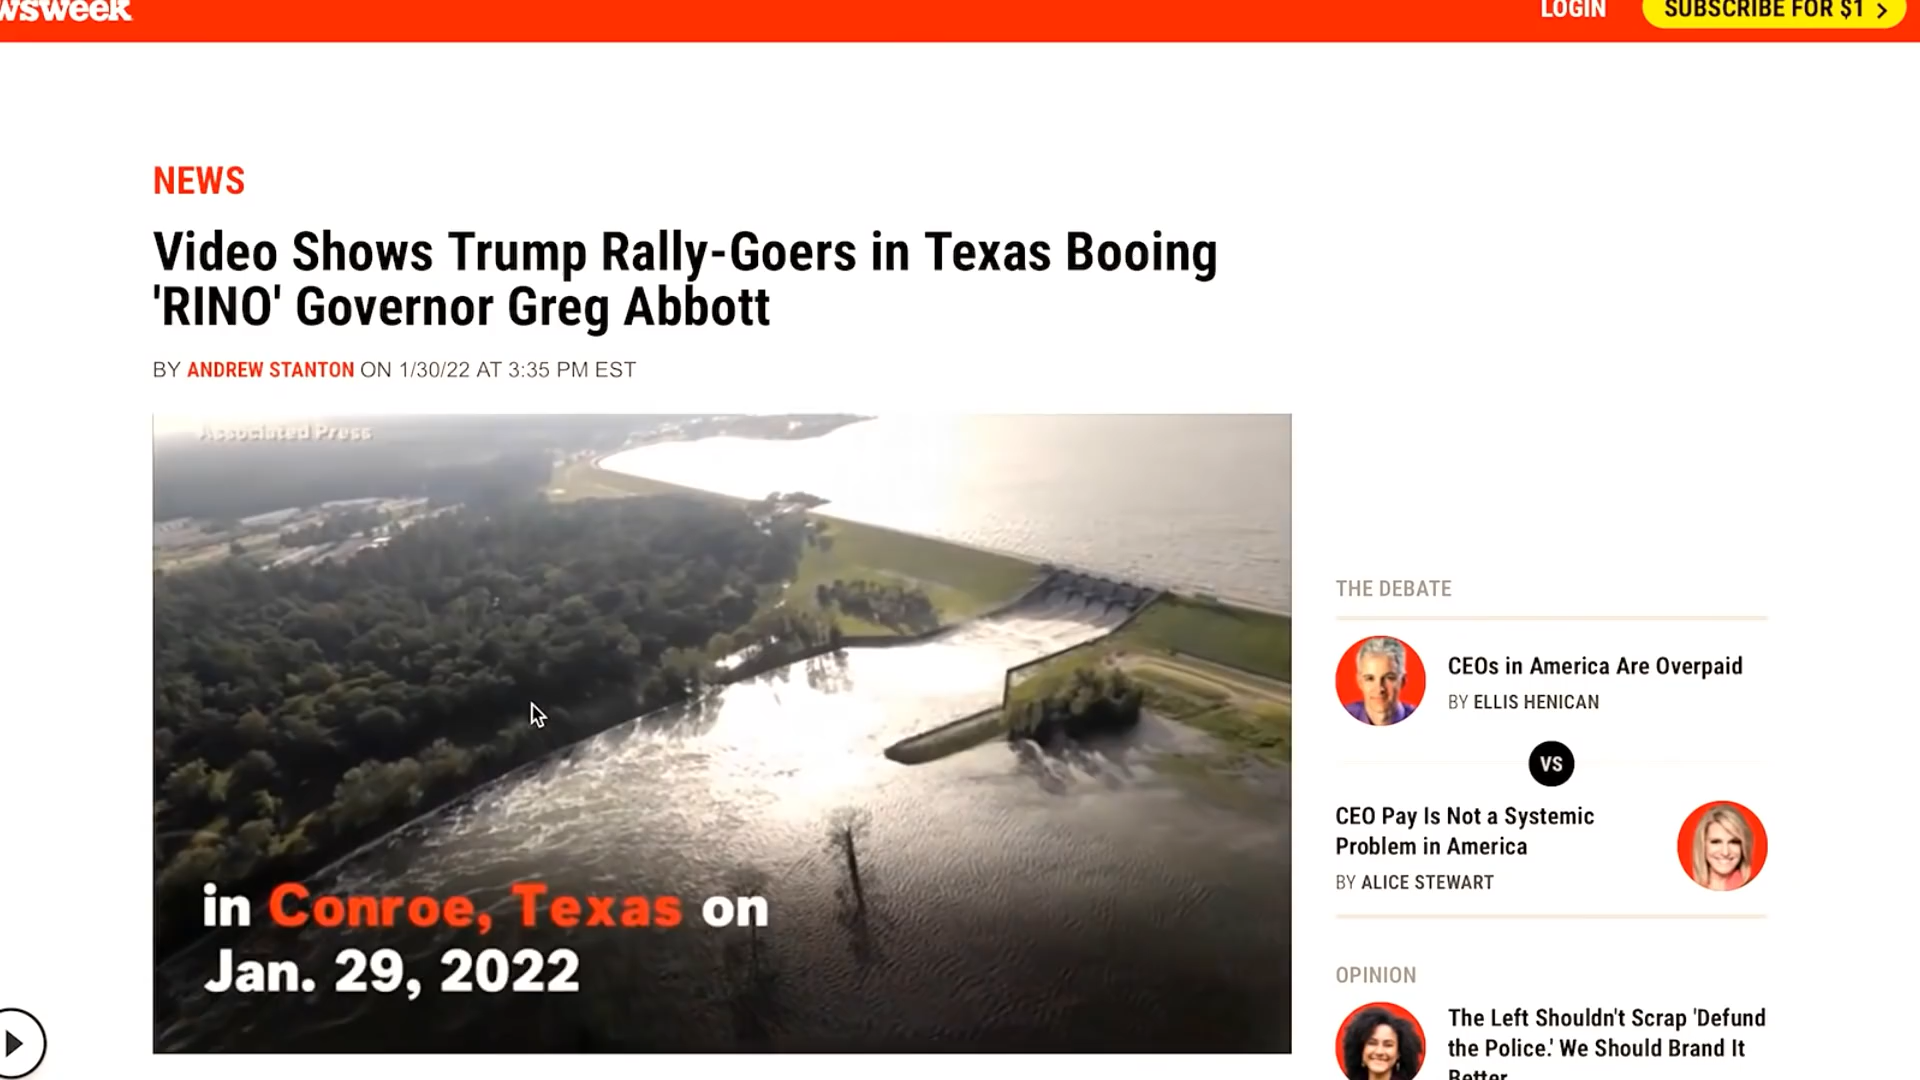 LOGIN
SUBSCRIBE FOR $1 >
NEWS
Video Shows Trump Rally-Goers in Texas Booing
'RINO' Governor Greg Abbott
BY ANDREW STANTON ON 1/30/22 AT 3:35 PM EST
Associated Press
in Conroe, Texas on
Jan. 29, 2022
THE DEBATE
CEOs in America Are Overpaid
BY ELLIS HENICAN
VS
CEO Pay Is Not a Systemic
Problem in America
BY ALICE STEWART
OPINION
The Left Shouldn't Scrap 'Defund
the Police.' We Should Brand It
Better